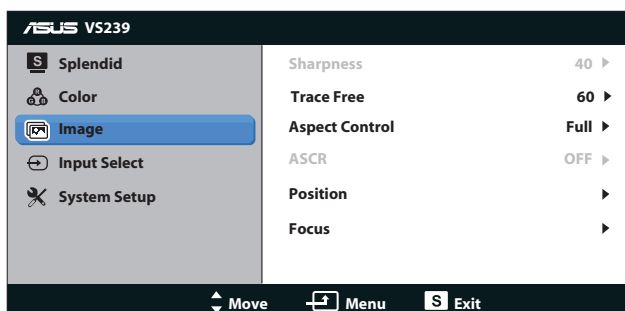 ASUS VS239
S Splendid
Color
Image
Input Select
System Setup
Sharpness 40
Trace Free 60
Aspect Control Full
ASCR OFF
Position
Focus
Move Menu S Exit